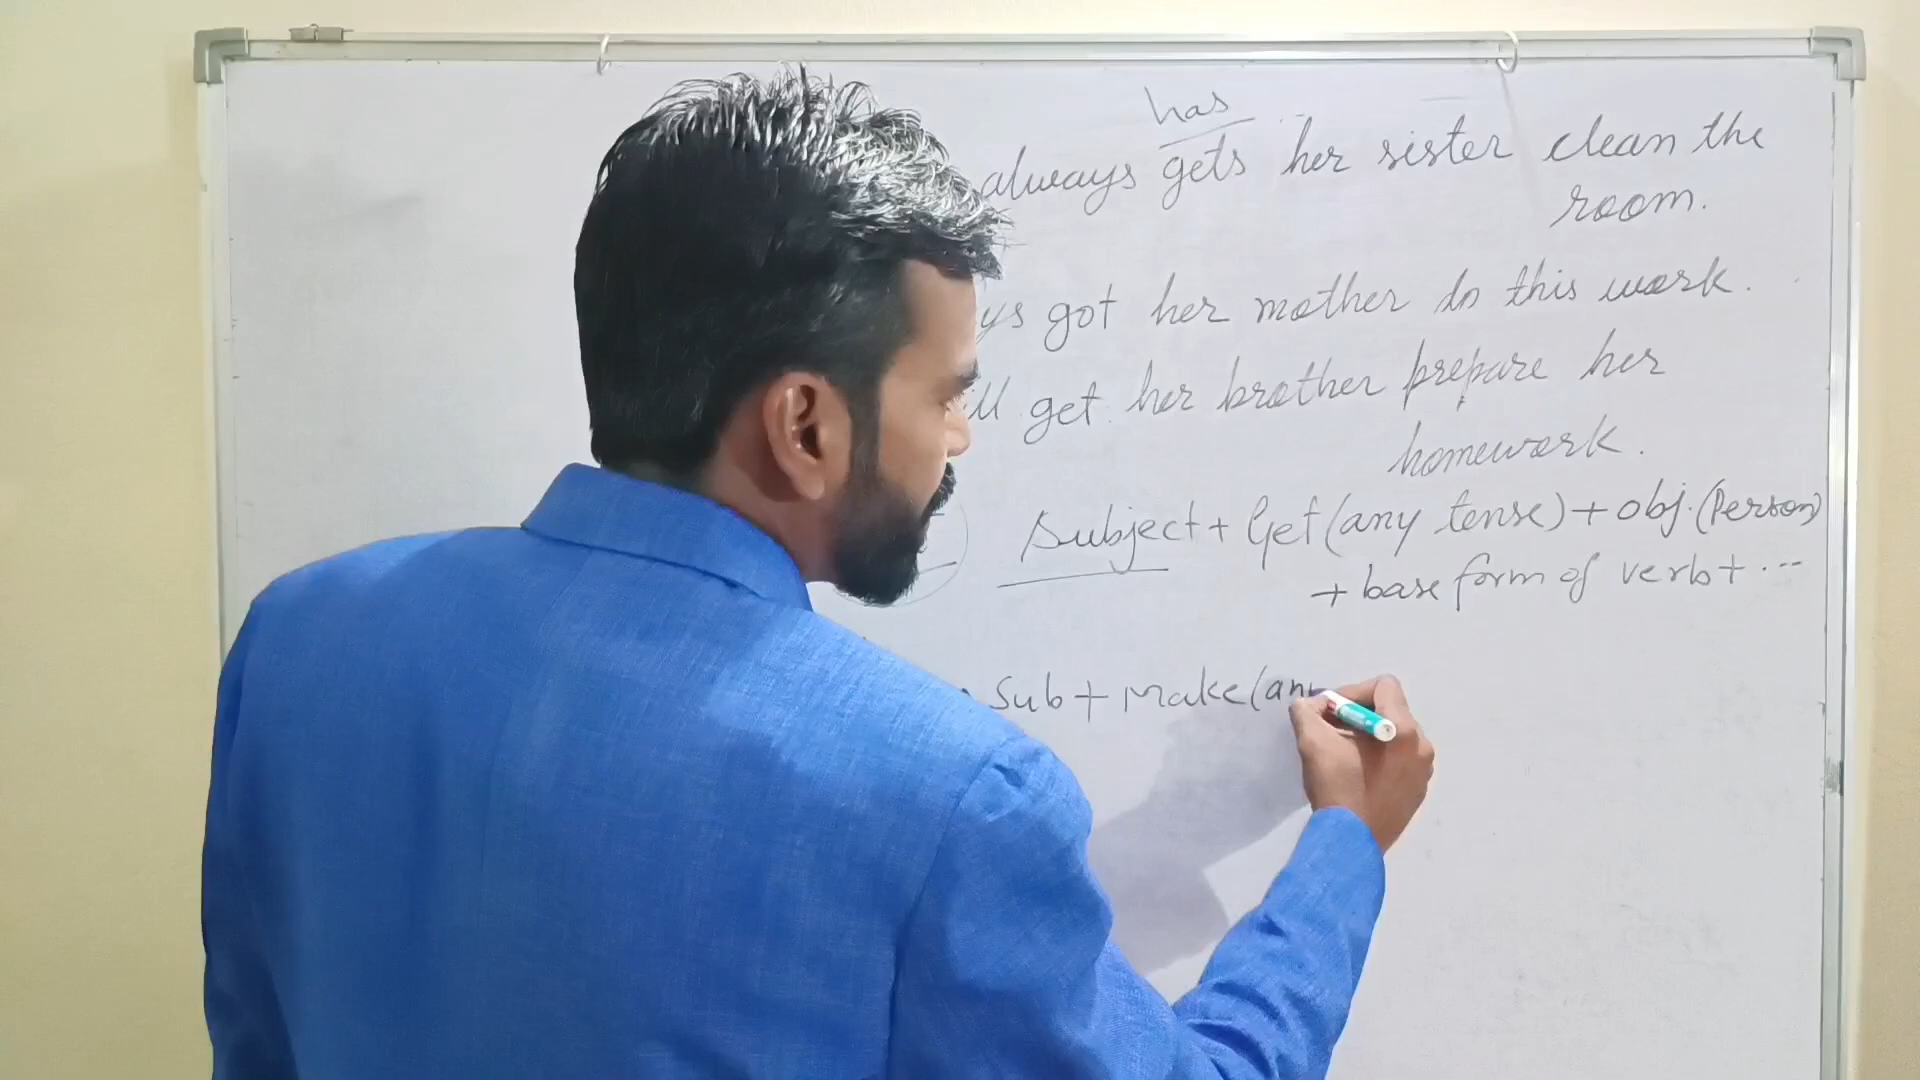 has
always gets her sister clean the
room.
ys got her mother do this work.
ll get her brother prepare her
homework.
Subject + Get (any tense) + obj. (Person)
+ base form of verb + ...
Sub + Make (any